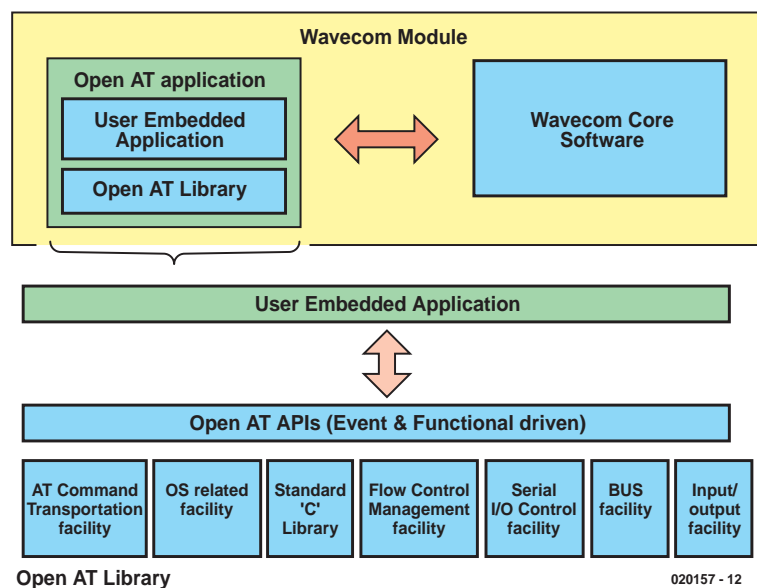 Wavecom Module
Open AT application
User Embedded
Application
Open AT Library
Wavecom Core
Software
User Embedded Application
Open AT APIs (Event & Functional driven)
AT Command
Transportation
facility
OS related
facility
Standard
'C'
Library
Flow Control
Management
facility
Serial
I/O Control
facility
BUS
facility
Input/
output
facility
Open AT Library
020157 - 12